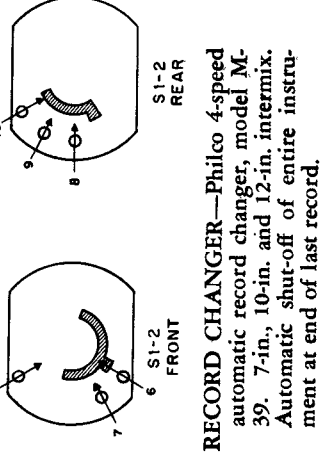 9
8
S1-2
REAR
7
6
S1-2
FRONT
RECORD CHANGER—Philco 4-speed
automatic record changer, model M-
39. 7-in., 10-in. and 12-in. intermix.
Automatic shut-off of entire instru-
ment at end of last record.